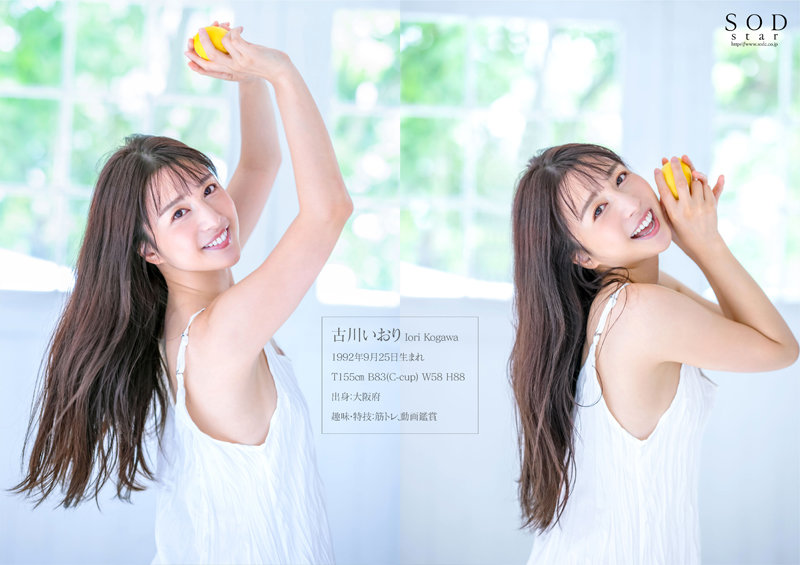 SOD
star
http://www.sod.co.jp
古川いおり Iori Kogawa
1992年9月25日生まれ
T155㎝ B83(C-cup) W58 H88
出身：大阪府
趣味・特技：筋トレ、動画鑑賞